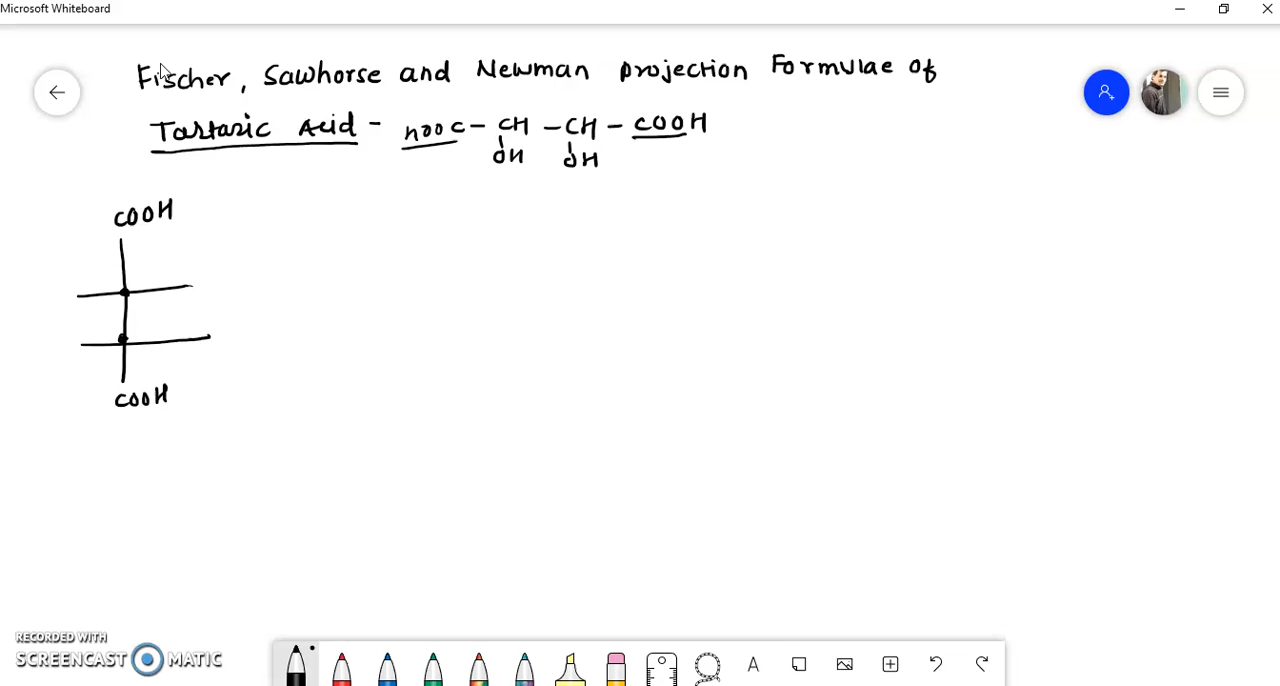 Microsoft Whiteboard
Fischer, Sawhorse and Newman Projection Formulae of
Tartaric Acid - HOOC - CH - CH - COOH
OH OH
COOH
COOH
RECORDED WITH
SCREENCAST MATIC
A